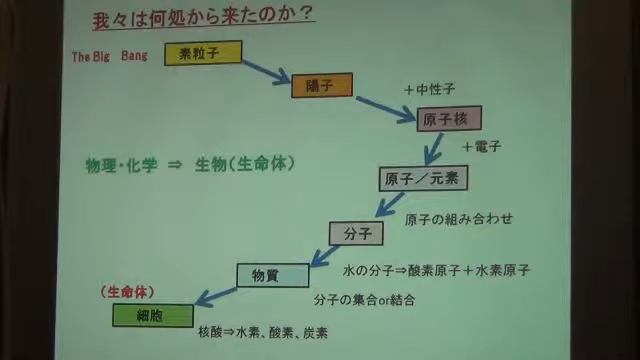 我々は何処から来たのか？
The Big Bang
素粒子
陽子
＋中性子
原子核
＋電子
物理・化学 ⇒ 生物（生命体）
原子／元素
原子の組み合わせ
分子
水の分子⇒酸素原子＋水素原子
物質
分子の集合or結合
（生命体）
細胞
核酸⇒水素、酸素、炭素